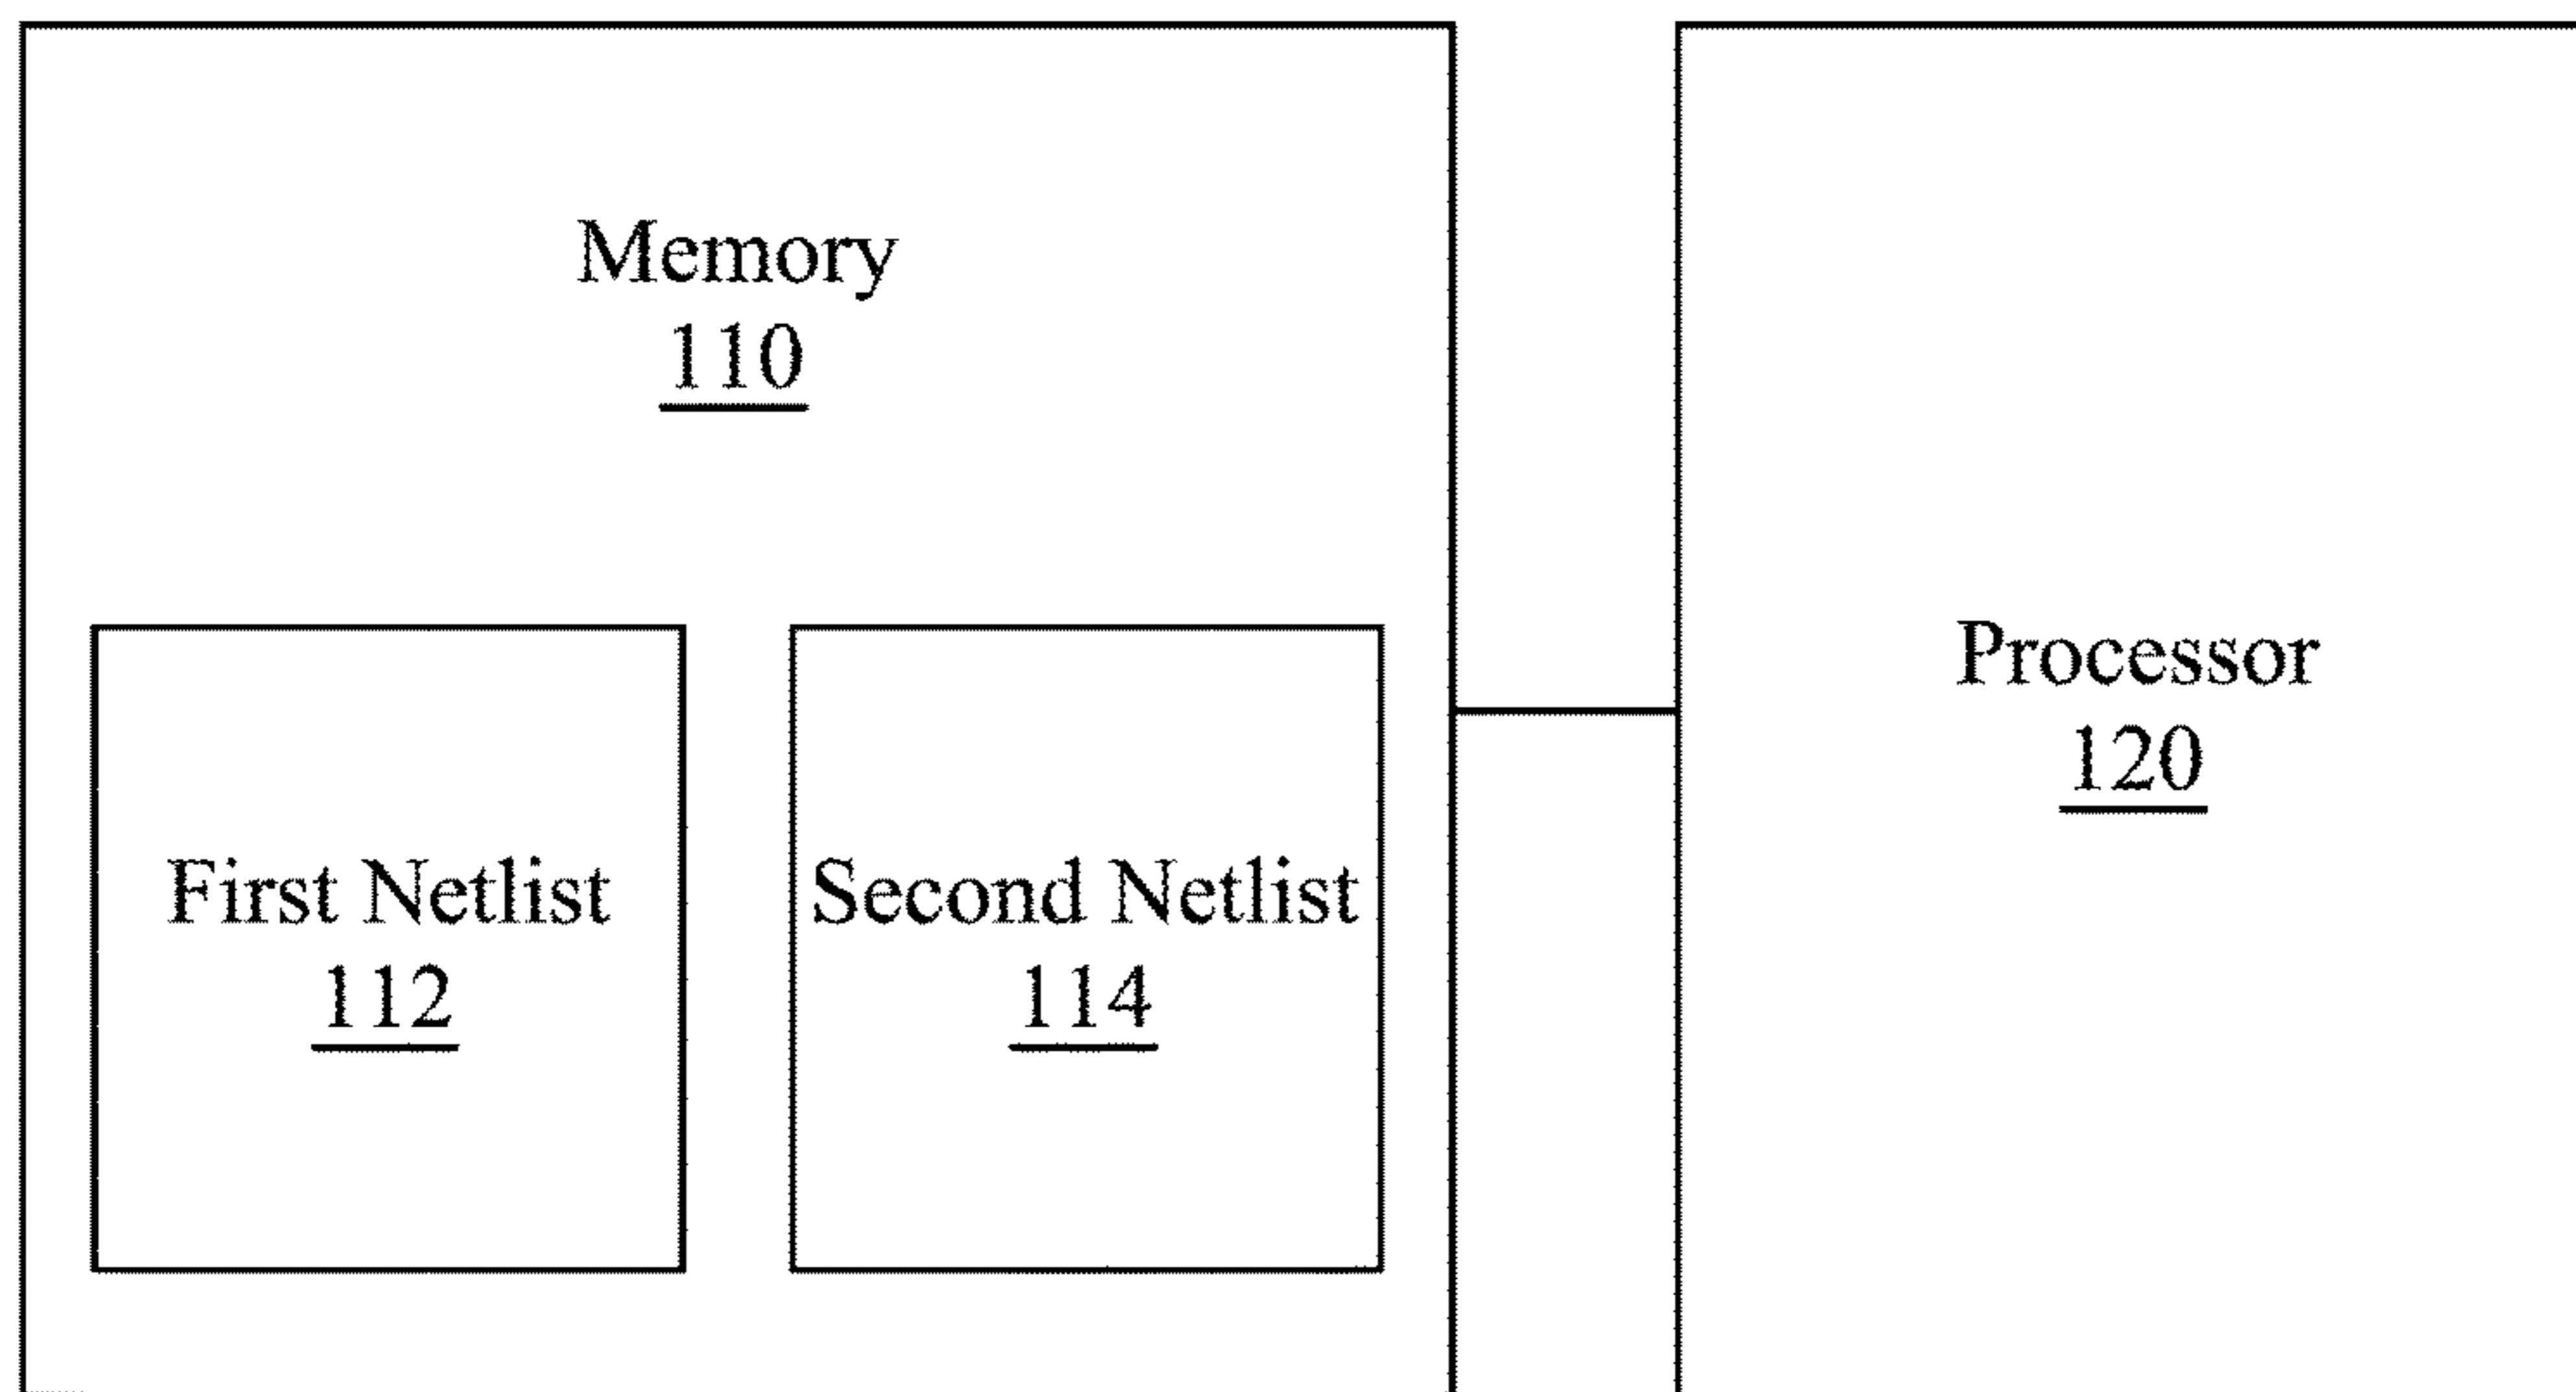 Memory
110
First Netlist
112
Second Netlist
114
Processor
120